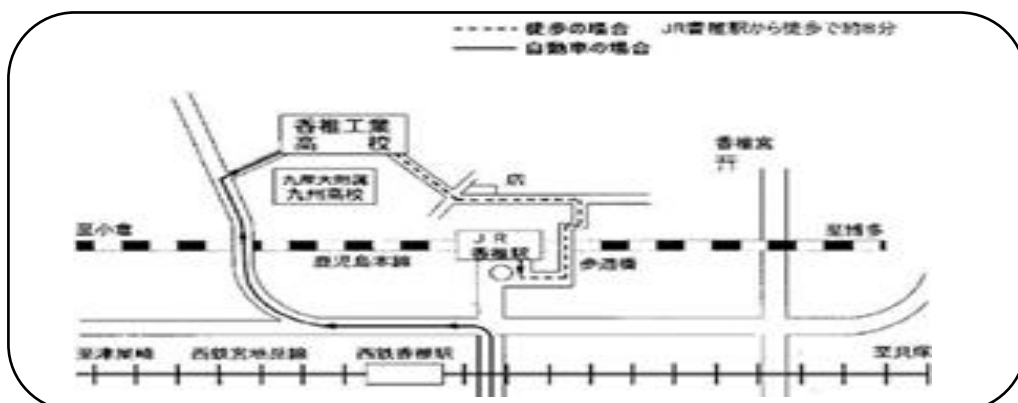 徒歩の場合 JR香椎駅から徒歩で約8分
自動車の場合
香椎工業
高校
九産大附属
九州高校
店
香椎宮
至小倉
JR
香椎駅
至博多
鹿児島本線
歩道橋
至津屋崎
西鉄宮地岳線
西鉄香椎駅
至貝塚